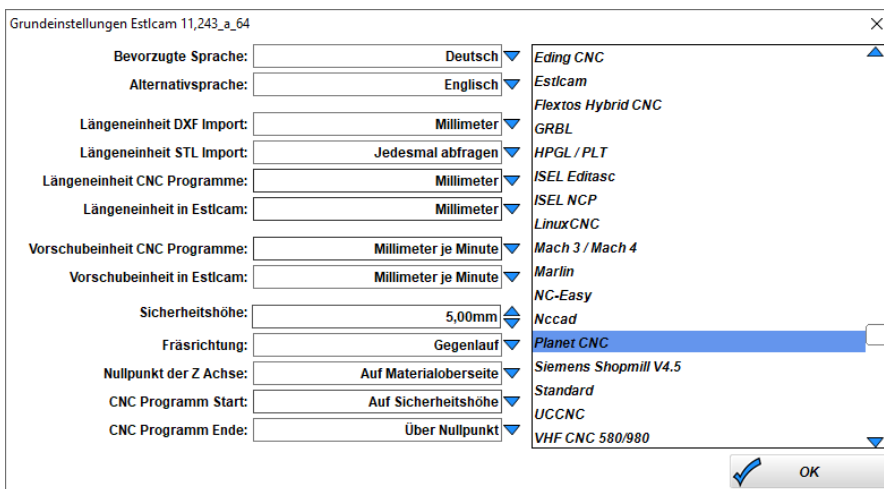 Grundeinstellungen Estlcam 11,243_a_64
Bevorzugte Sprache: Deutsch
Alternativsprache: Englisch
Längeneinheit DXF Import: Millimeter
Längeneinheit STL Import: Jedesmal abfragen
Längeneinheit CNC Programme: Millimeter
Längeneinheit in Estlcam: Millimeter
Vorschubeinheit CNC Programme: Millimeter je Minute
Vorschubeinheit in Estlcam: Millimeter je Minute
Sicherheitshöhe: 5,00mm
Fräsrichtung: Gegenlauf
Nullpunkt der Z Achse: Auf Materialoberseite
CNC Programm Start: Auf Sicherheitshöhe
CNC Programm Ende: Über Nullpunkt
Eding CNC
Estlcam
Flextos Hybrid CNC
GRBL
HPGL / PLT
ISEL Editasc
ISEL NCP
LinuxCNC
Mach 3 / Mach 4
Marlin
NC-Easy
Nccad
Planet CNC
Siemens Shopmill V4.5
Standard
UCCNC
VHF CNC 580/980
OK